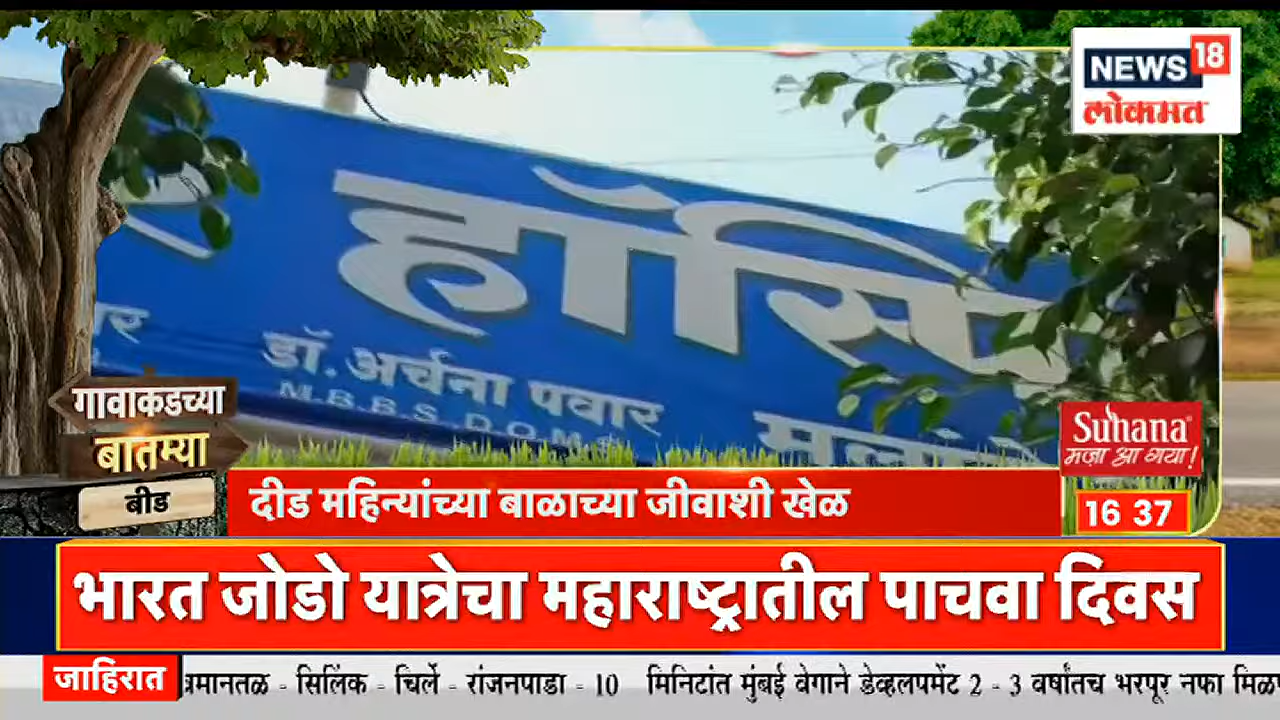 NEWS 18
लोकमत
हॉस्पि
डॉ. अर्चना पवार
M.B.B.S. D.O.M.S
गावाकडच्या
बातम्या
बीड
Suhana
मज़ा आ गया!
दीड महिन्यांच्या बाळाच्या जीवाशी खेळ
16 37
भारत जोडो यात्रेचा महाराष्ट्रातील पाचवा दिवस
जाहिरात
- सिलिंक - चिर्ले - रांजनपाडा - 10 मिनिटांत मुंबई वेगाने डेव्हलपमेंट 2 - 3 वर्षांतच भरपूर नफा